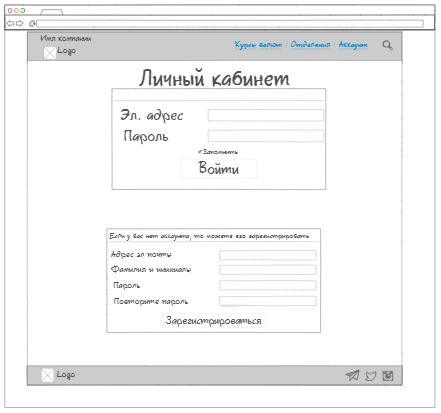 Имя компании
Logo
Курсы валют | Отделения | Аккаунт
Личный кабинет
Эл. адрес
Пароль
Запомнить
Войти
Если у вас нет аккаунта, то можете его зарегистрировать
Адрес эл почты
Фамилия и инициалы
Пароль
Повторите пароль
Зарегистрироваться
Logo